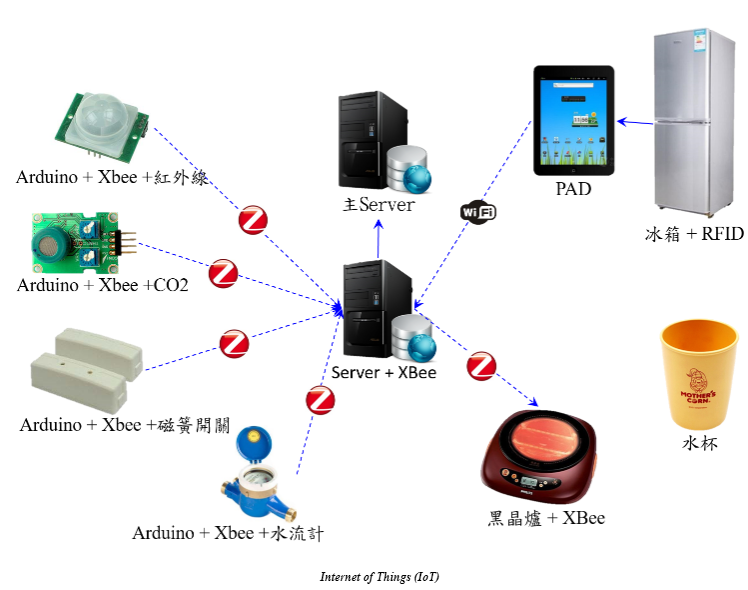 主Server
PAD
Arduino + Xbee +紅外線
WiFi
冰箱 + RFID
Arduino + Xbee +CO2
Z
Z
Z
Z
Z
Server + XBee
MOTHER'S
CORN.
Arduino + Xbee +磁簧開關
水杯
黑晶爐 + XBee
Arduino + Xbee +水流計
Internet of Things (IoT)